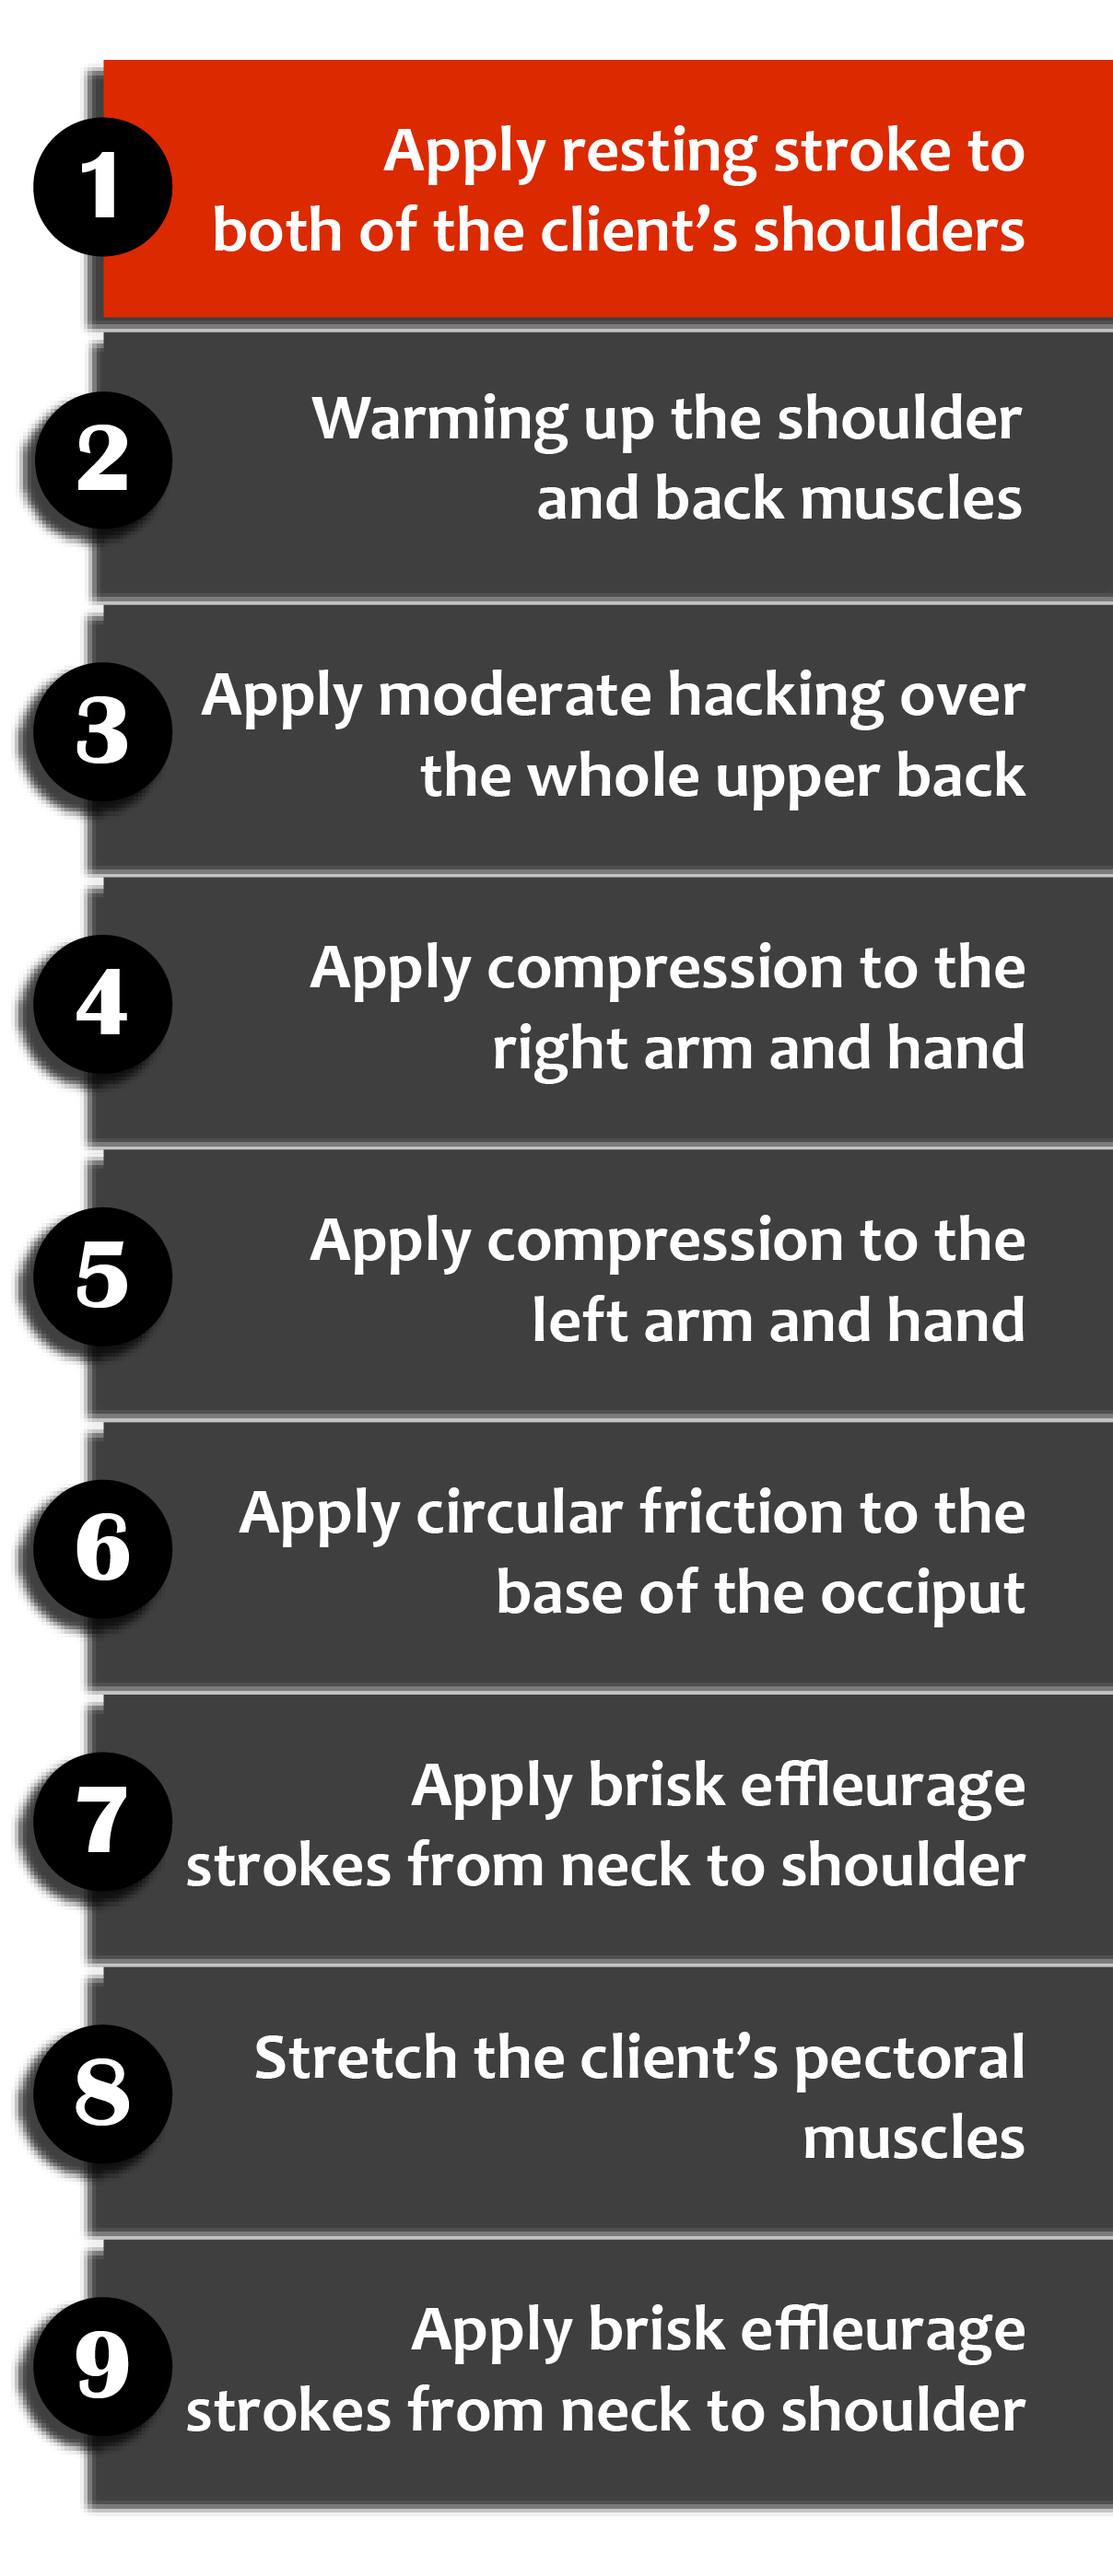 1
Apply resting stroke to
both of the client’s shoulders
2
Warming up the shoulder
and back muscles
3
Apply moderate hacking over
the whole upper back
4
Apply compression to the
right arm and hand
5
Apply compression to the
left arm and hand
6
Apply circular friction to the
base of the occiput
7
Apply brisk effleurage
strokes from neck to shoulder
8
Stretch the client’s pectoral
muscles
9
Apply brisk effleurage
strokes from neck to shoulder